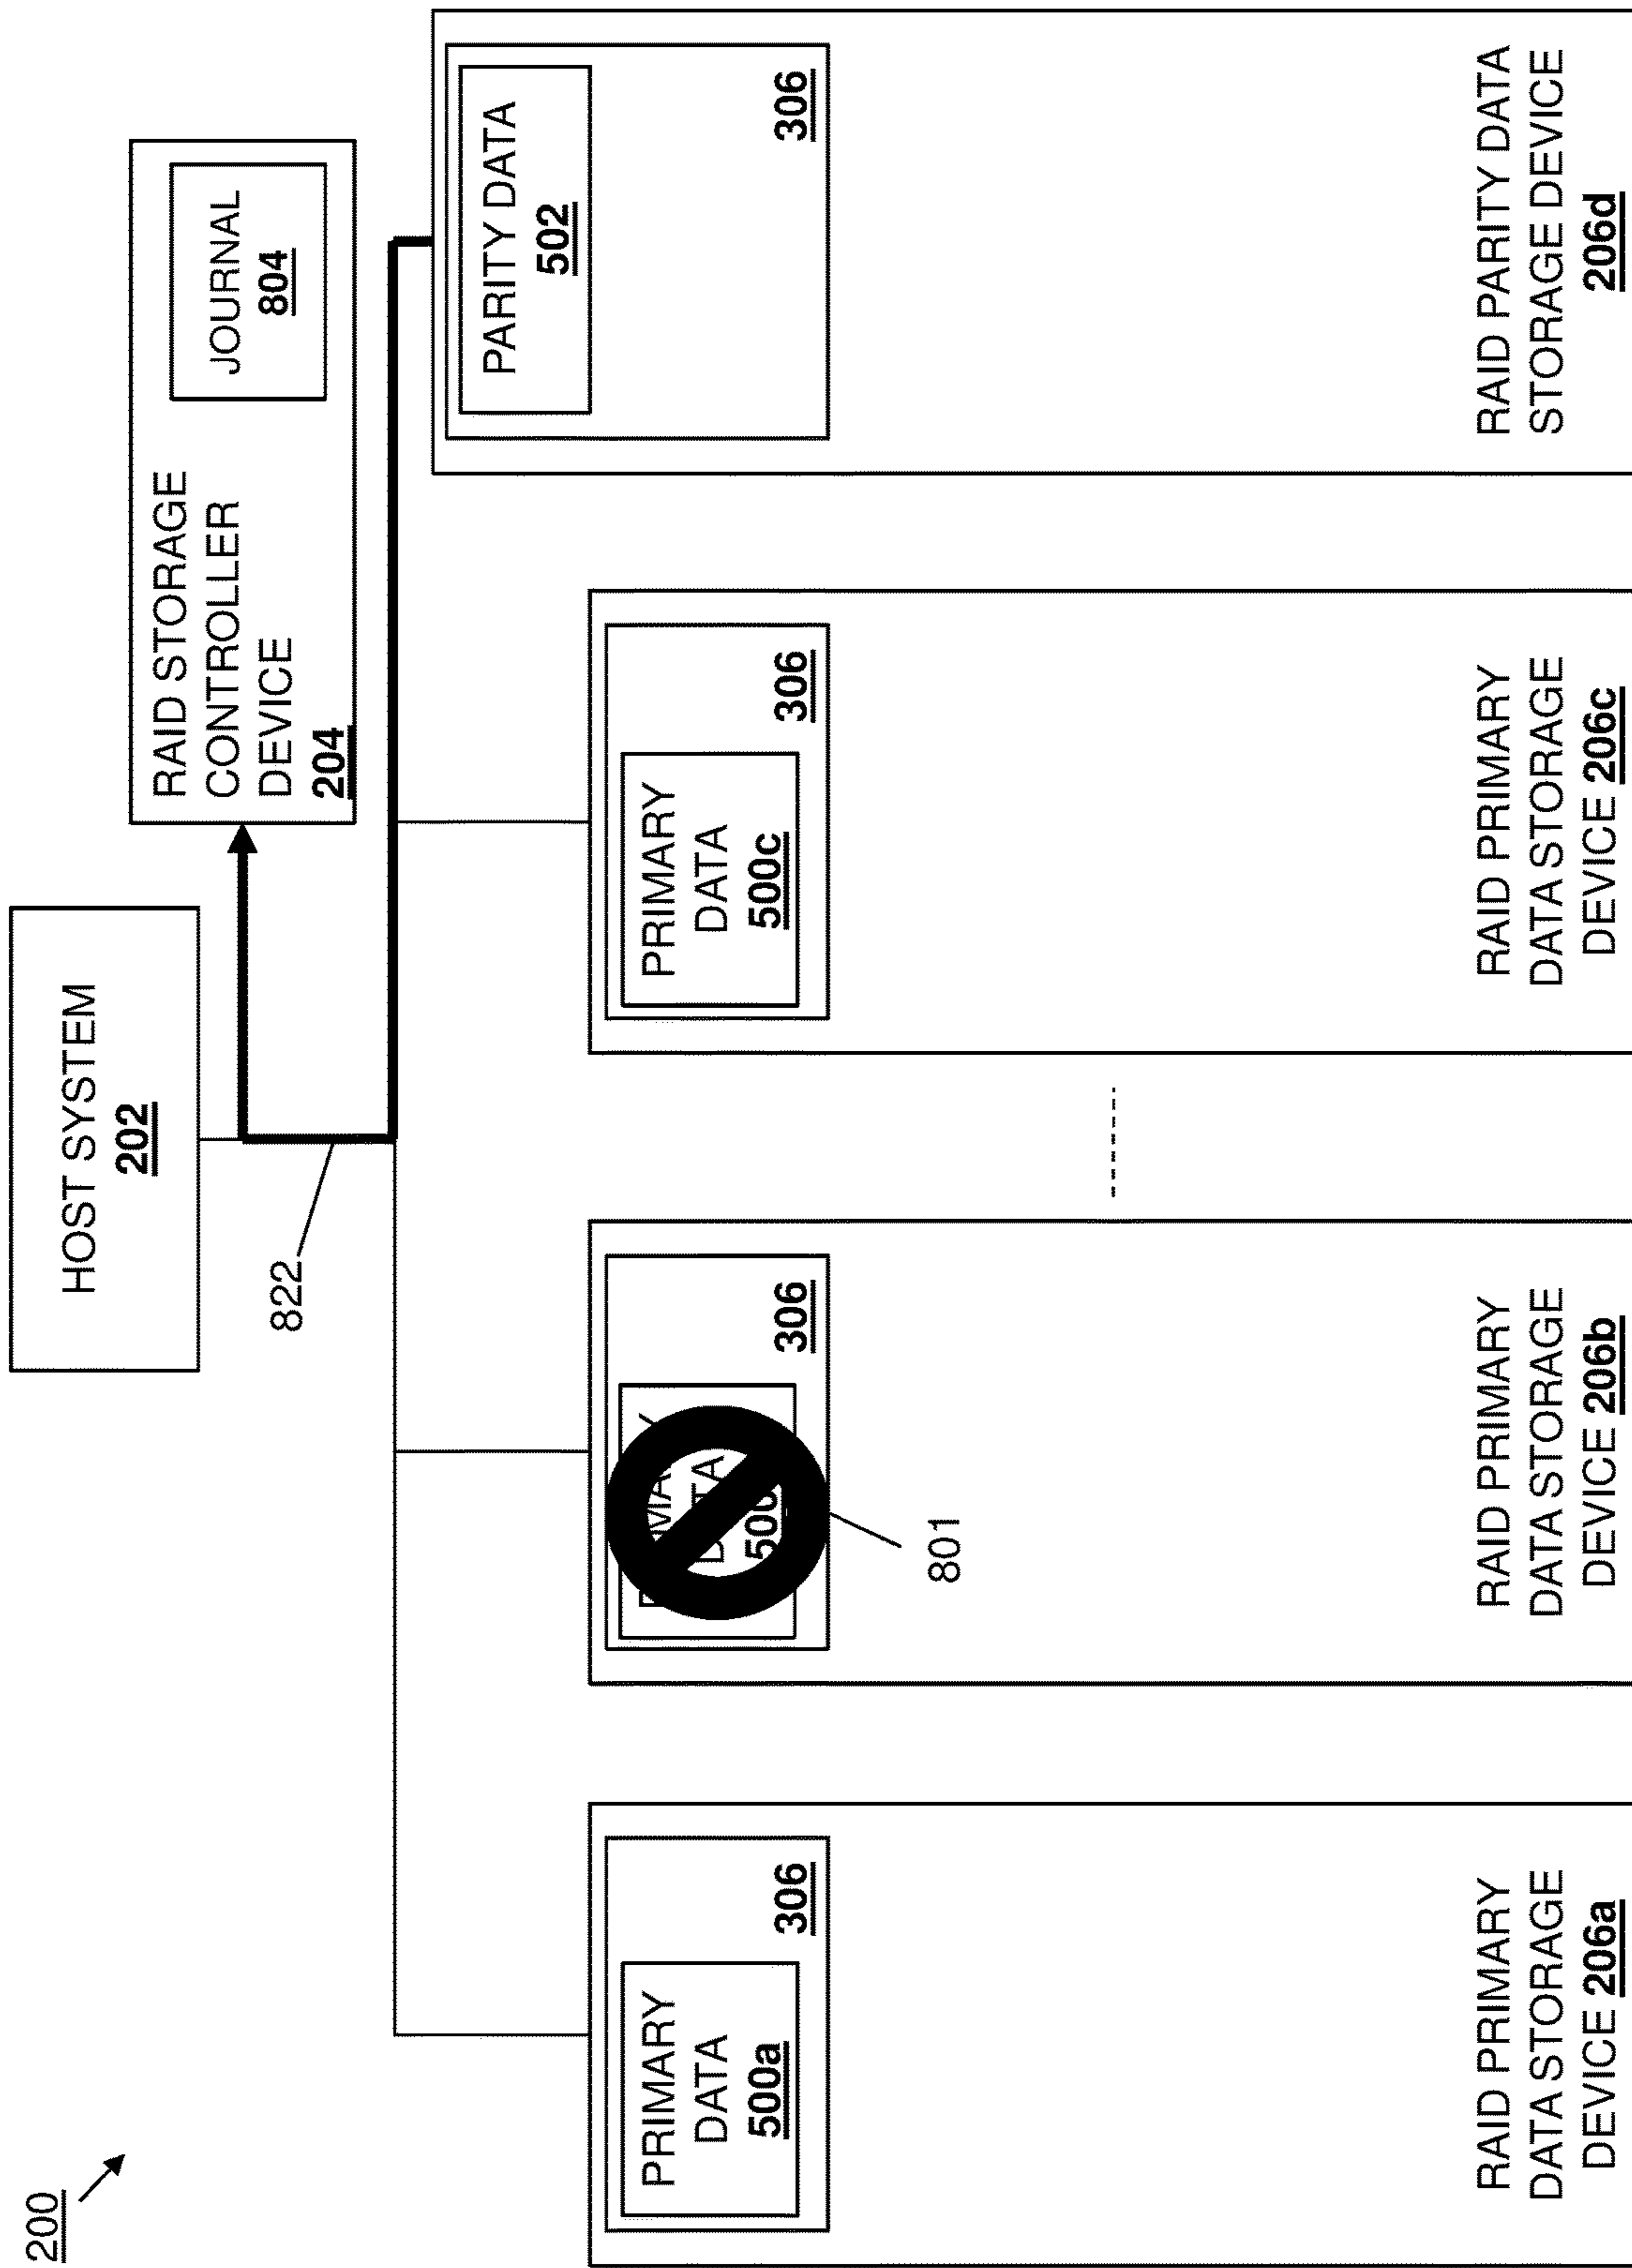 200
HOST SYSTEM
202
822
RAID STORAGE
CONTROLLER
DEVICE
204
JOURNAL
804
PRIMARY
DATA
500a
306
RAID PRIMARY
DATA STORAGE
DEVICE 206a
306
801
RAID PRIMARY
DATA STORAGE
DEVICE 206b
PRIMARY
DATA
500c
306
RAID PRIMARY
DATA STORAGE
DEVICE 206c
PARITY DATA
502
306
RAID PARITY DATA
STORAGE DEVICE
206d